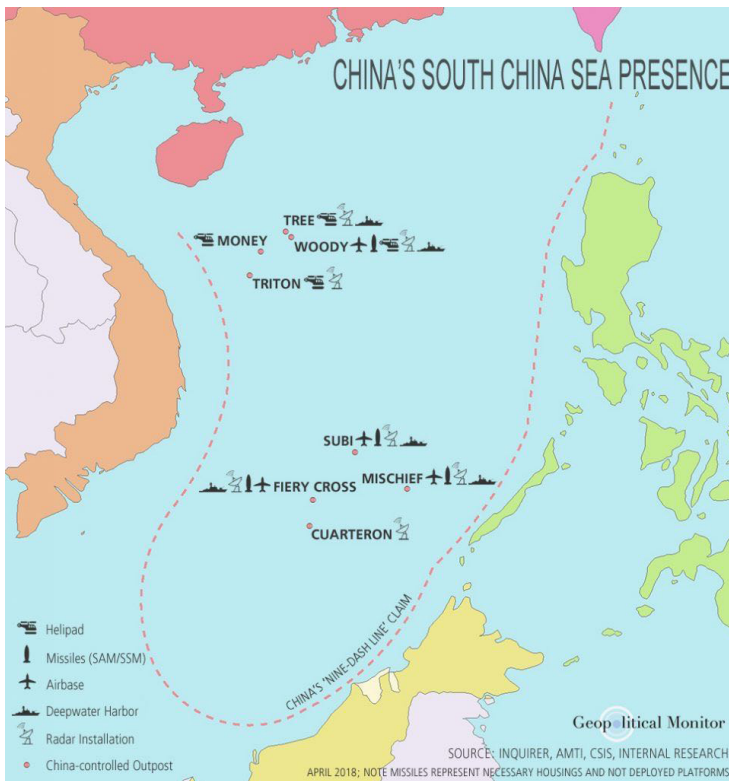 CHINA'S SOUTH CHINA SEA PRESENCE
TREE
MONEY
WOODY
TRITON
SUBI
MISCHIEF
FIERY CROSS
CUARTERON
CHINA'S 'NINE-DASH LINE' CLAIM
Helipad
Missiles (SAM/SSM)
Airbase
Deepwater Harbor
Radar Installation
China-controlled Outpost
Geopolitical Monitor
SOURCE: INQUIRER, AMTI, CSIS, INTERNAL RESEARCH
APRIL 2018; NOTE MISSILES REPRESENT NECESSARY HOUSINGS AND NOT DEPLOYED PLATFORMS